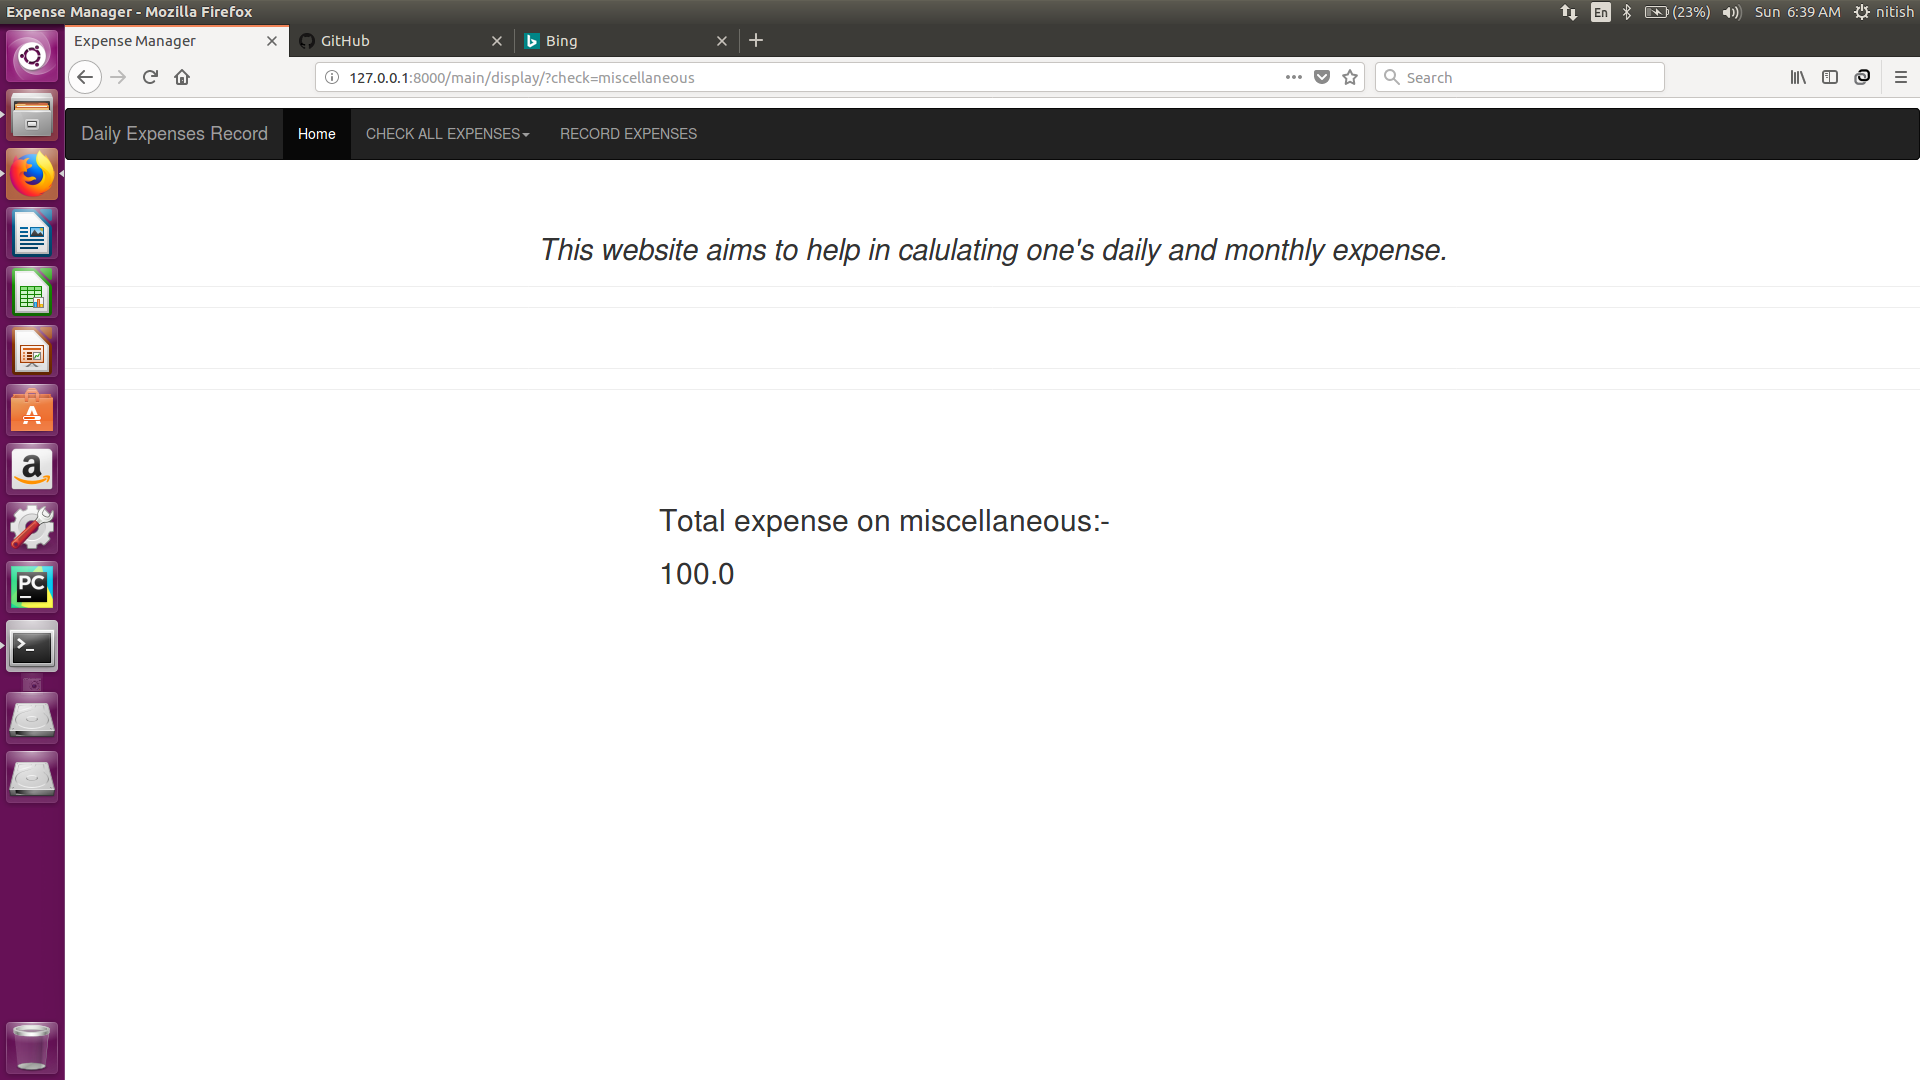 Expense Manager - Mozilla Firefox
En (23%) Sun 6:39 AM nitish
Expense Manager GitHub Bing
127.0.0.1:8000/main/display/?check=miscellaneous Search
Daily Expenses Record Home CHECK ALL EXPENSES RECORD EXPENSES
This website aims to help in calulating one's daily and monthly expense.
Total expense on miscellaneous:-
100.0
A
a
PC
>_